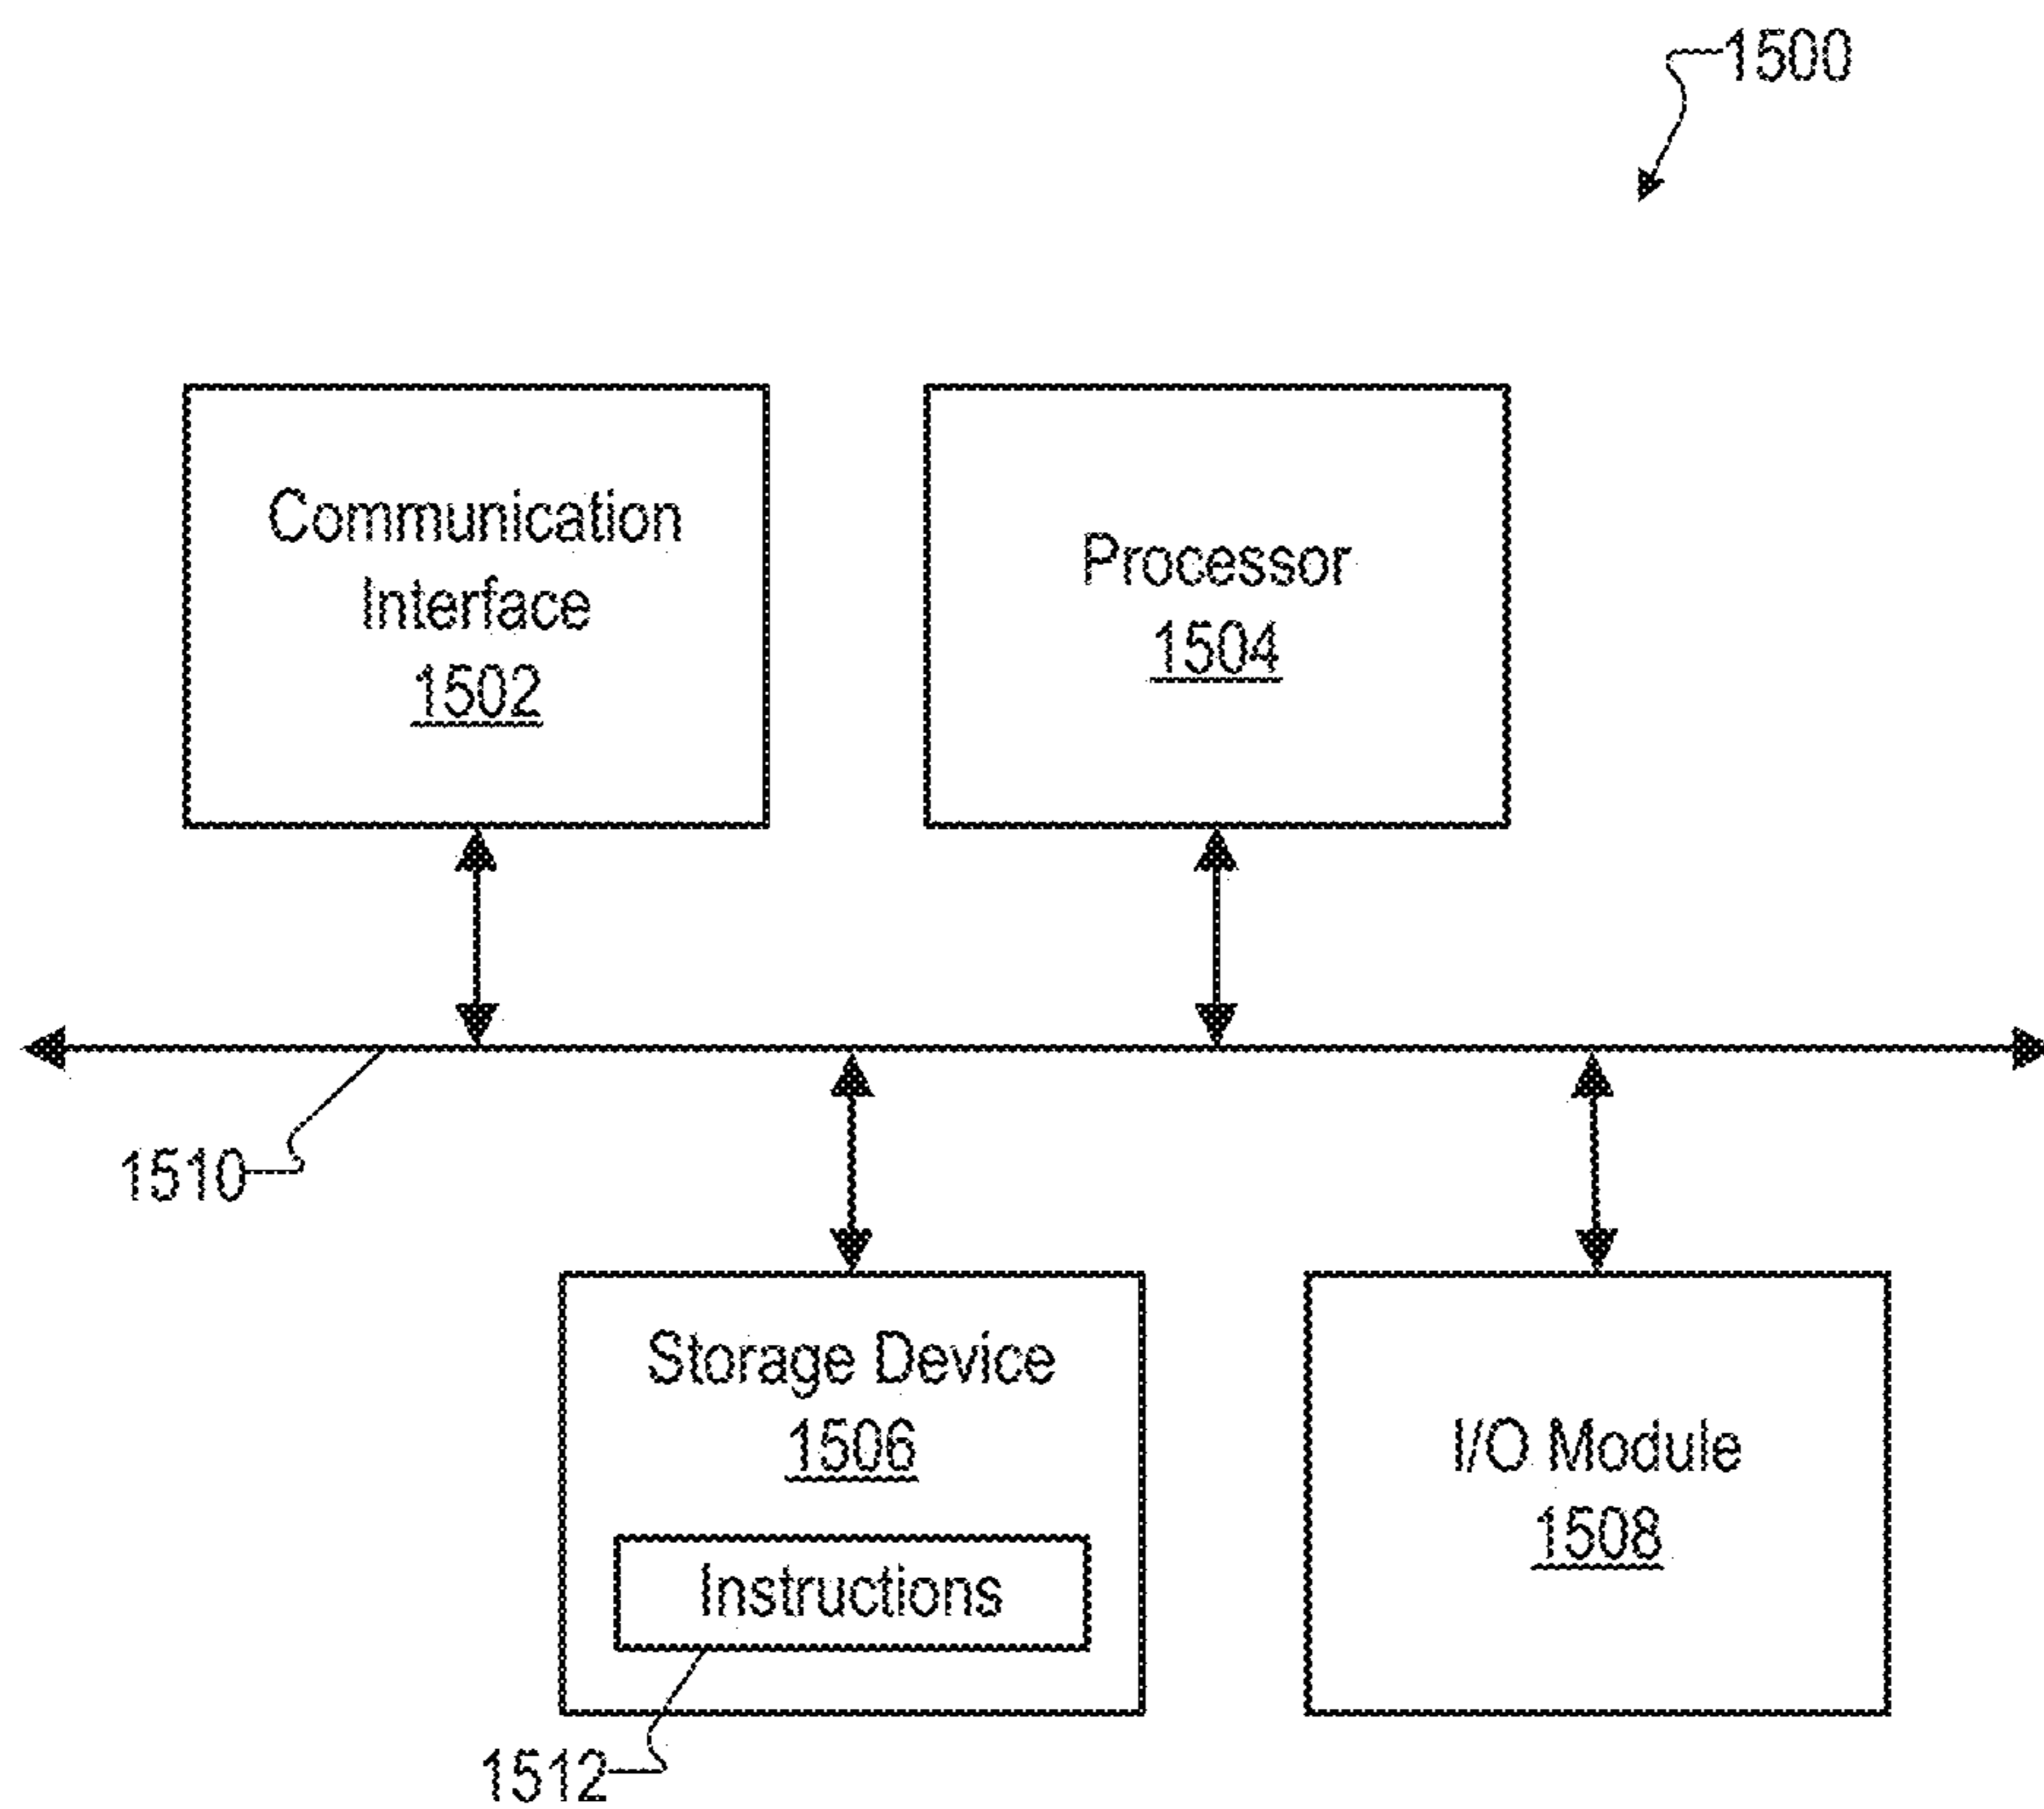 1500
Communication
Interface
1502
Processor
1504
1510
Storage Device
1506
Instructions
1512
I/O Module
1508